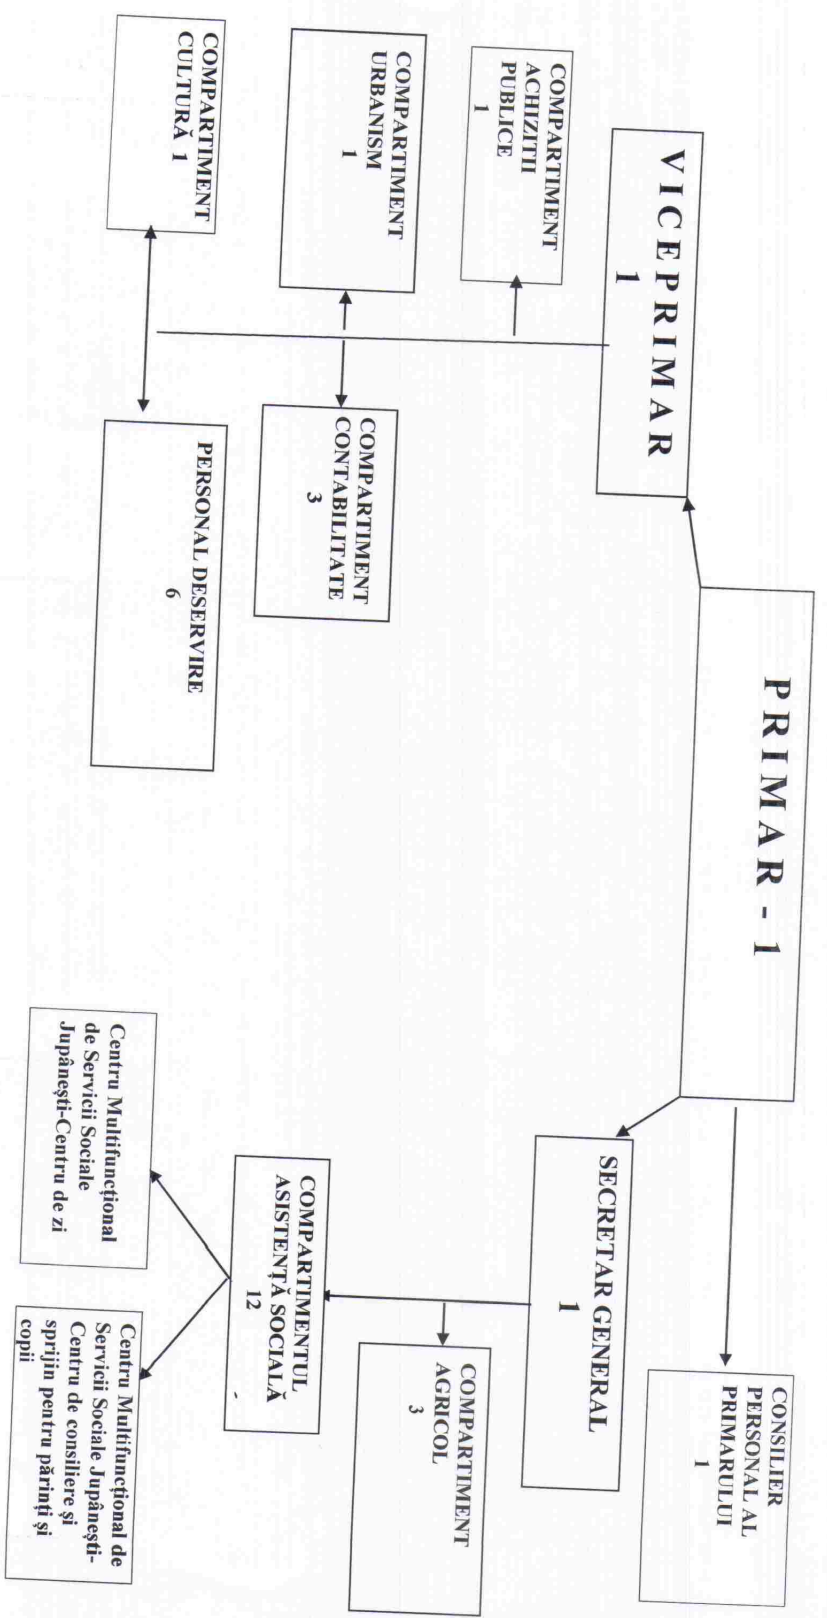 PRIMAR - 1
VICEPRIMAR
1
CONSILIER
PERSONAL AL
PRIMARULUI
1
SECRETAR GENERAL
1
COMPARTIMENT
ACHIZITII
PUBLICE
1
COMPARTIMENT
URBANISM
1
COMPARTIMENT
CONTABILITATE
3
COMPARTIMENT
CULTURĂ 1
PERSONAL DESERVIRE
6
COMPARTIMENT
AGRICOL
3
COMPARTIMENTUL
ASISTENȚĂ SOCIALĂ
12
Centru Multifuncțional
de Servicii Sociale
Jupânești-Centru de zi
Centru Multifuncțional de
Servicii Sociale Jupânești-
Centru de consiliere și
sprijin pentru părinți și
copii